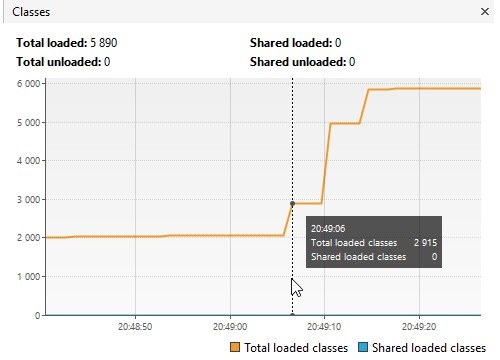 Classes
Total loaded: 5 890 Shared loaded: 0
Total unloaded: 0 Shared unloaded: 0
6 000
5 000
4 000
3 000
2 000
1 000
0
20:49:06
Total loaded classes 2 915
Shared loaded classes 0
20:48:50 20:49:00 20:49:10 20:49:20
Total loaded classes Shared loaded classes